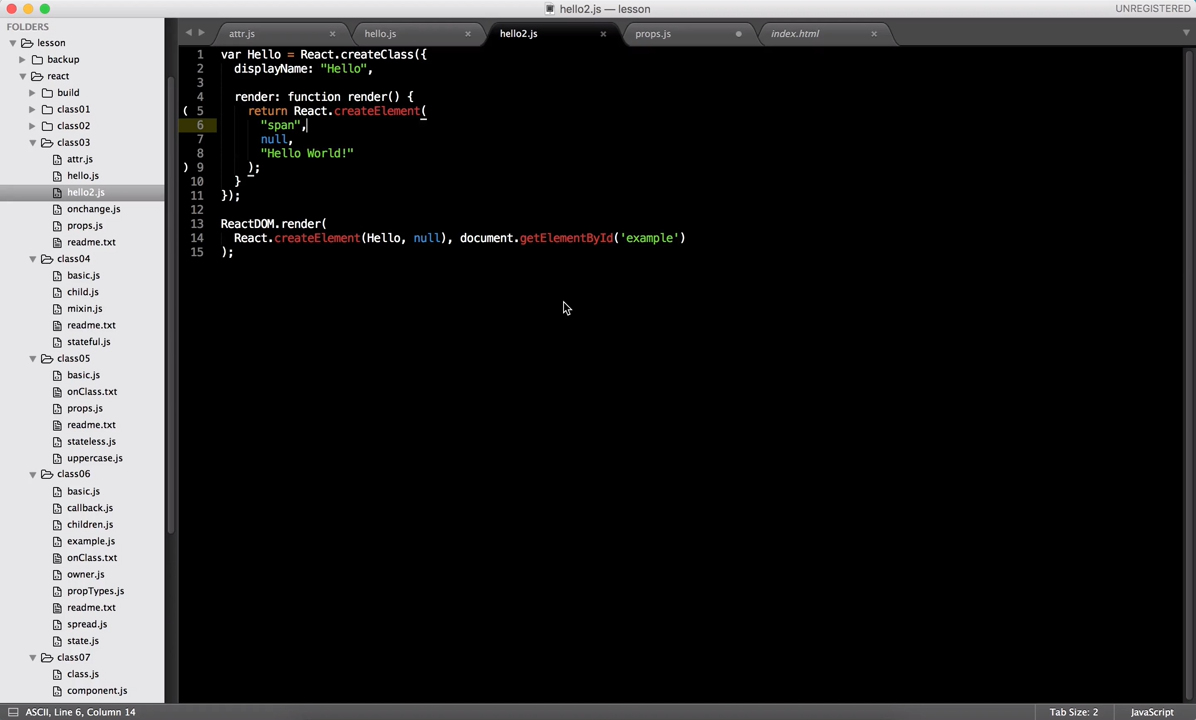 hello2.js — lesson
UNREGISTERED
FOLDERS
lesson
backup
react
build
class01
class02
class03
attr.js
hello.js
hello2.js
onchange.js
props.js
readme.txt
class04
basic.js
child.js
mixin.js
readme.txt
stateful.js
class05
basic.js
onClass.txt
props.js
readme.txt
stateless.js
uppercase.js
class06
basic.js
callback.js
children.js
example.js
onClass.txt
owner.js
propTypes.js
readme.txt
spread.js
state.js
class07
class.js
component.js
attr.js
hello.js
hello2.js
props.js
index.html
1 var Hello = React.createClass({
2   displayName: "Hello",
3
4   render: function render() {
( 5     return React.createElement(
6       "span",
7       null,
8       "Hello World!"
) 9     );
10   }
11 });
12
13 ReactDOM.render(
14   React.createElement(Hello, null), document.getElementById('example')
15 );
ASCII, Line 6, Column 14
Tab Size: 2
JavaScript